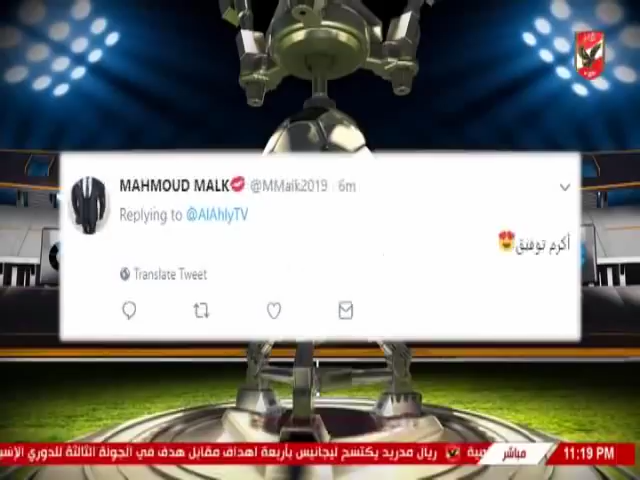 MAHMOUD MALK💋 @MMalk2019 · 6m
Replying to @AlAhlyTV
أكرم توفيق😍
Translate Tweet
11:19 PM مباشر ريال مدريد يكتسح ليجانيس بأربعة اهداف مقابل هدف في الجولة الثالثة للدوري